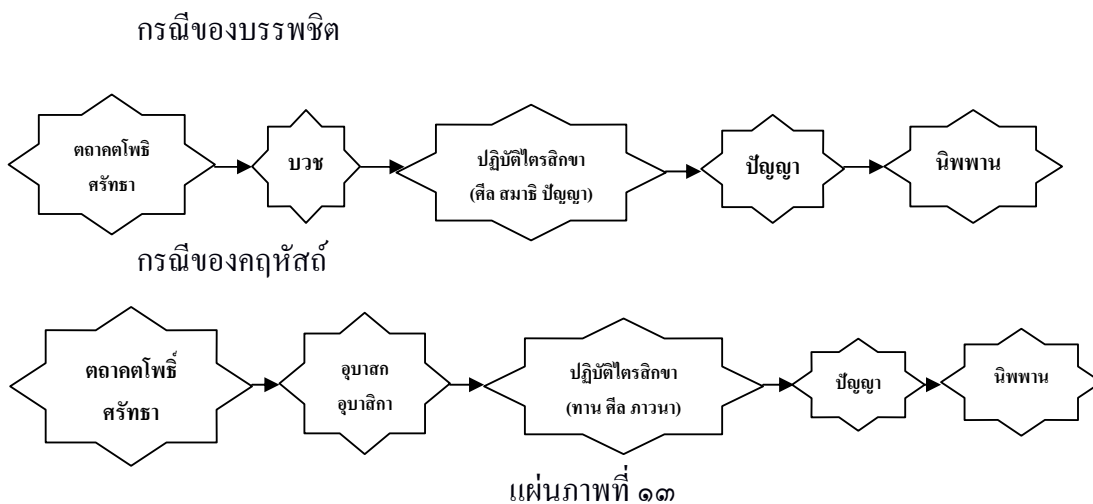 กรณีของบรรพชิต
ตถาคตโพธิ
ศรัทธา
บวช
ปฏิบัติไตรสิกขา
(ศีล สมาธิ ปัญญา)
ปัญญา
นิพพาน
กรณีของคฤหัสถ์
ตถาคตโพธิ์
ศรัทธา
อุบาสก
อุบาสิกา
ปฏิบัติไตรสิกขา
(ทาน ศีล ภาวนา)
ปัญญา
นิพพาน
แผ่นภาพที่ ๑๓